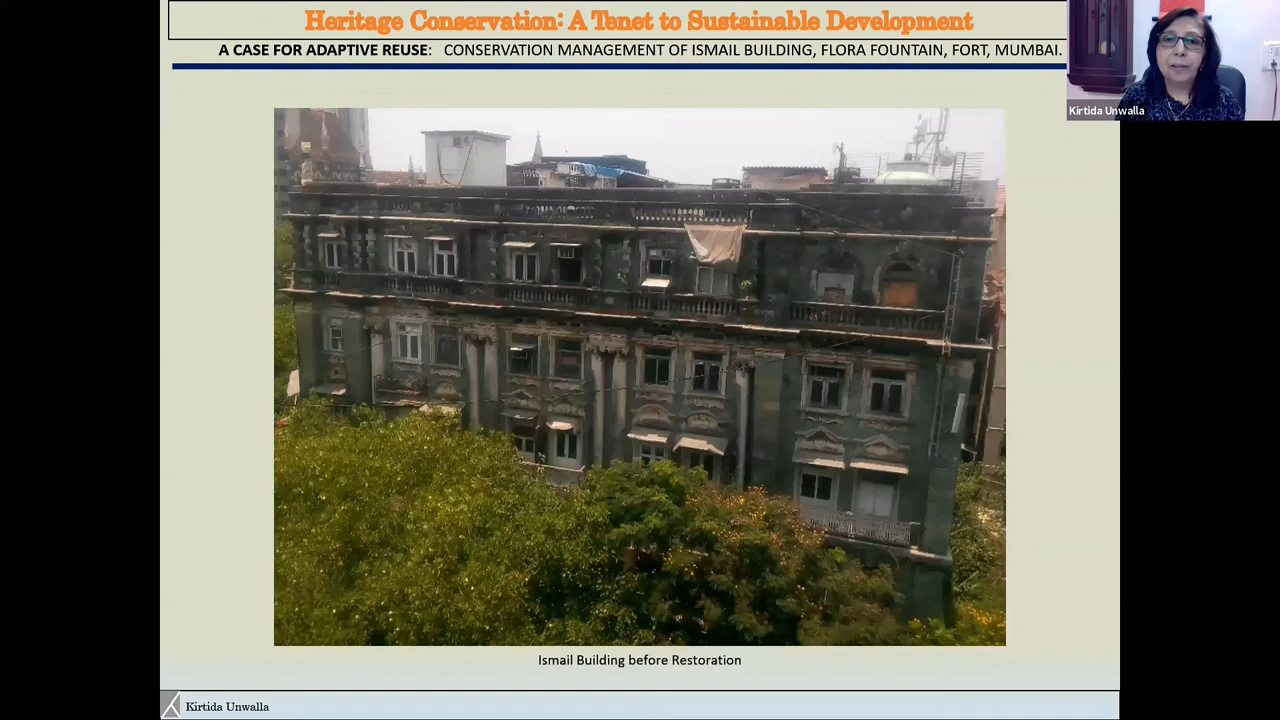 Heritage Conservation: A Tenet to Sustainable Development
A CASE FOR ADAPTIVE REUSE: CONSERVATION MANAGEMENT OF ISMAIL BUILDING, FLORA FOUNTAIN, FORT, MUMBAI.
Kirtida Unwalla
Ismail Building before Restoration
Kirtida Unwalla